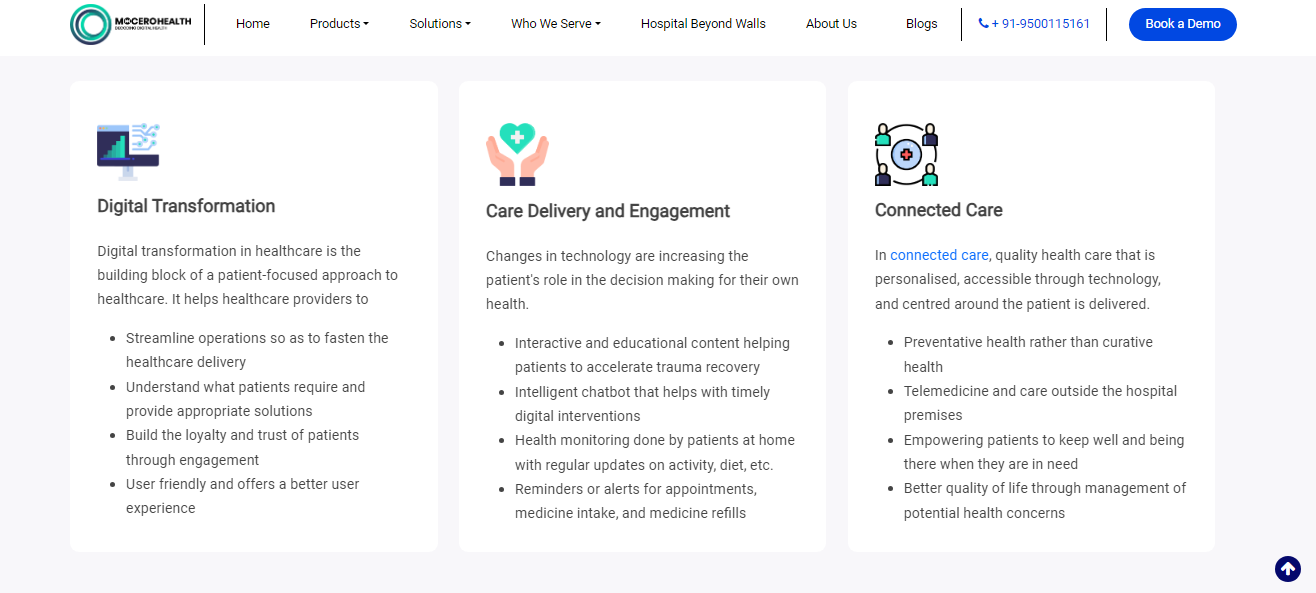 MOCEROHEALTH
DECODING DIGITAL HEALTH
Home
Products
Solutions
Who We Serve
Hospital Beyond Walls
About Us
Blogs
+ 91-9500115161
Book a Demo
Digital Transformation
Digital transformation in healthcare is the
building block of a patient-focused approach to
healthcare. It helps healthcare providers to
Streamline operations so as to fasten the
healthcare delivery
Understand what patients require and
provide appropriate solutions
Build the loyalty and trust of patients
through engagement
User friendly and offers a better user
experience
Care Delivery and Engagement
Changes in technology are increasing the
patient's role in the decision making for their own
health.
Interactive and educational content helping
patients to accelerate trauma recovery
Intelligent chatbot that helps with timely
digital interventions
Health monitoring done by patients at home
with regular updates on activity, diet, etc.
Reminders or alerts for appointments,
medicine intake, and medicine refills
Connected Care
In connected care, quality health care that is
personalised, accessible through technology,
and centred around the patient is delivered.
Preventative health rather than curative
health
Telemedicine and care outside the hospital
premises
Empowering patients to keep well and being
there when they are in need
Better quality of life through management of
potential health concerns